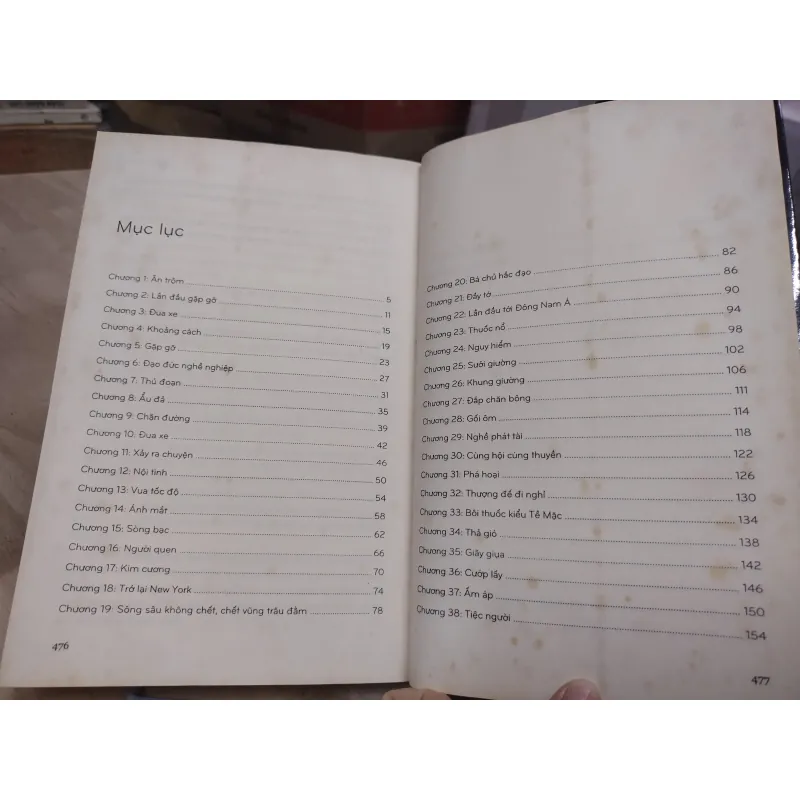 Mục lục
Chương 1: Ăn trộm 5
Chương 2: Lần đầu gặp gỡ 11
Chương 3: Đua xe 15
Chương 4: Khoảng cách 19
Chương 5: Gặp gỡ 23
Chương 6: Đạo đức nghề nghiệp 27
Chương 7: Thủ đoạn 31
Chương 8: Ẩu đả 35
Chương 9: Chặn đường 39
Chương 10: Đua xe 42
Chương 11: Xảy ra chuyện 46
Chương 12: Nội tình 50
Chương 13: Vua tốc độ 54
Chương 14: Ánh mắt 58
Chương 15: Sòng bạc 62
Chương 16: Người quen 66
Chương 17: Kim cương 70
Chương 18: Trở lại New York 74
Chương 19: Sông sâu không chết, chết vũng trâu đầm 78
476
Chương 20: Bá chủ hắc đạo 82
Chương 21: Đầy tớ 86
Chương 22: Lần đầu tới Đông Nam Á 90
Chương 23: Thuốc nổ 94
Chương 24: Nguy hiểm 98
Chương 25: Sưởi giường 102
Chương 26: Khung giường 106
Chương 27: Đắp chăn bông 111
Chương 28: Gối ôm 114
Chương 29: Nghề phát tài 118
Chương 30: Cùng hội cùng thuyền 122
Chương 31: Phá hoại 126
Chương 32: Thượng đế đi nghỉ 130
Chương 33: Bôi thuốc kiểu Tề Mặc 134
Chương 34: Thả gió 138
Chương 35: Giãy giụa 142
Chương 36: Cướp lấy 146
Chương 37: Ấm áp 150
Chương 38: Tiệc người 154
477